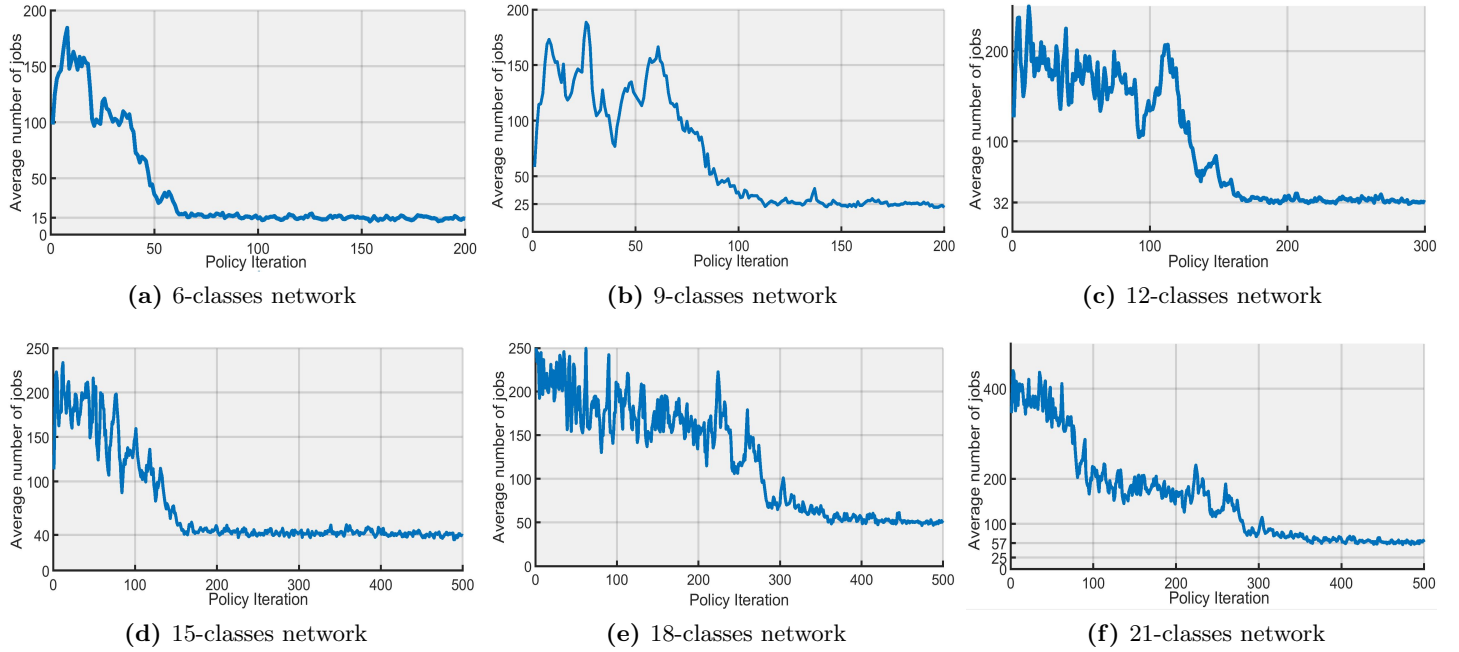 Average number of jobs
200
150
100
50
15
0
0 50 100 150 200
Policy Iteration
(a) 6-classes network
Average number of jobs
200
150
100
50
25
0
0 50 100 150 200
Policy Iteration
(b) 9-classes network
Average number of jobs
200
100
32
0
0 100 200 300
Policy Iteration
(c) 12-classes network
Average number of jobs
250
200
150
100
40
0
0 100 200 300 400 500
Policy Iteration
(d) 15-classes network
Average number of jobs
250
200
150
100
50
0
0 100 200 300 400 500
Policy Iteration
(e) 18-classes network
Average number of jobs
400
200
100
57
25
0
0 100 200 300 400 500
Policy Iteration
(f) 21-classes network